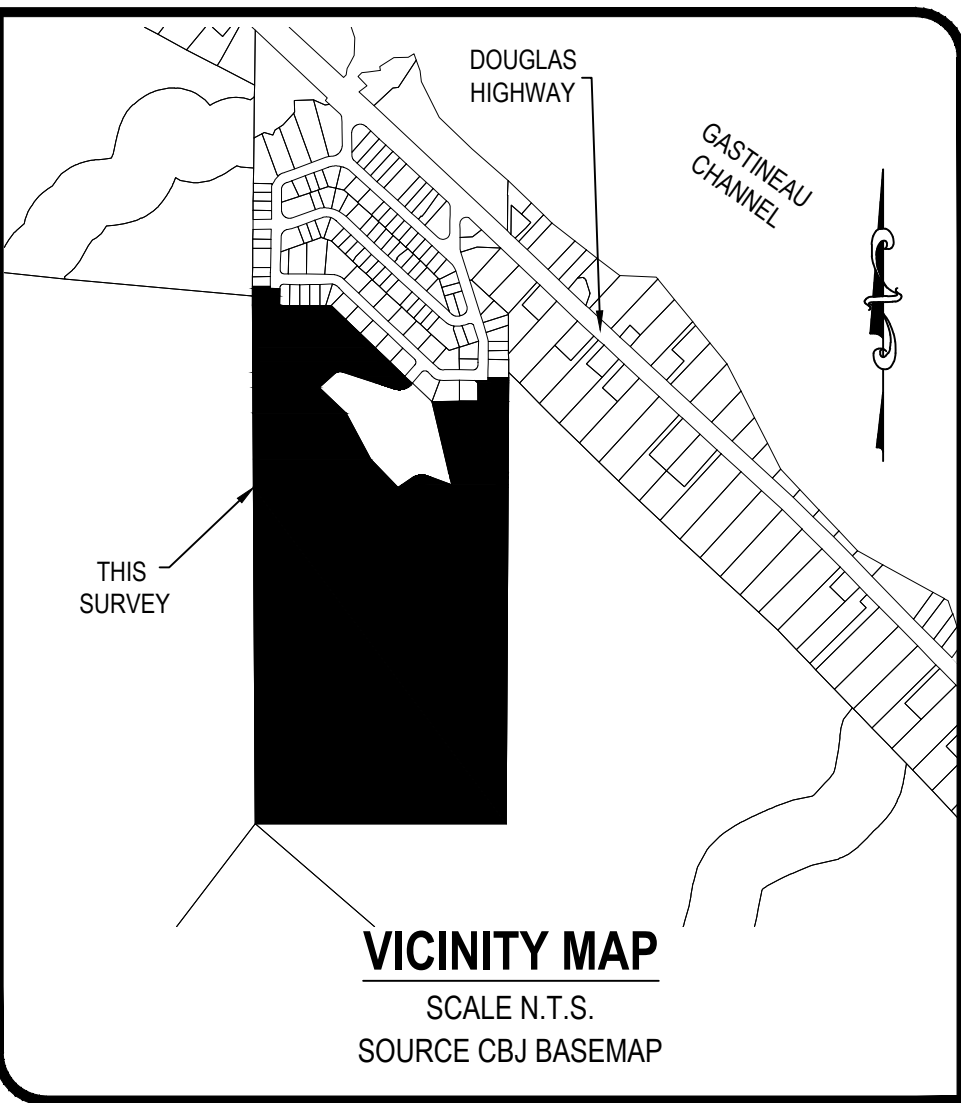 DOUGLAS
HIGHWAY
GASTINEAU
CHANNEL
THIS
SURVEY
VICINITY MAP
SCALE N.T.S.
SOURCE CBJ BASEMAP